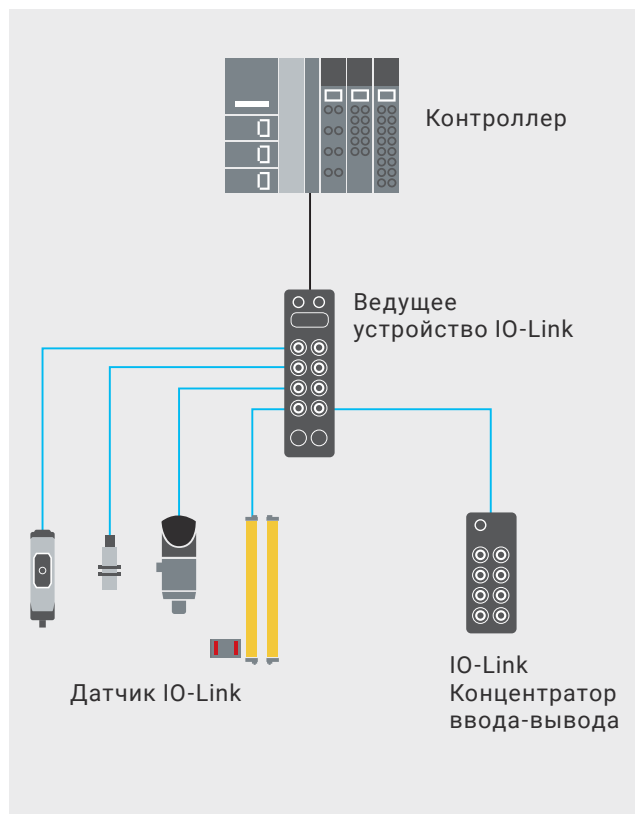 Контроллер
Ведущее
устройство IO-Link
Датчик IO-Link
IO-Link
Концентратор
ввода-вывода